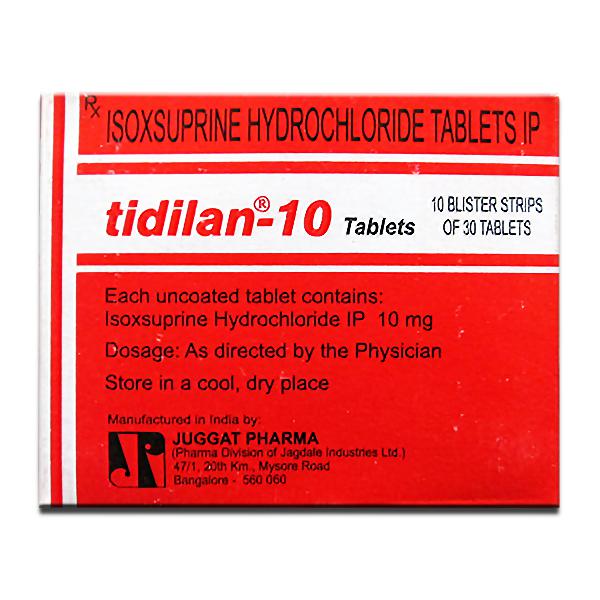 Rx ISOXSUPRINE HYDROCHLORIDE TABLETS IP
tidilan®-10 Tablets
10 BLISTER STRIPS
OF 30 TABLETS
Each uncoated tablet contains:
Isoxsuprine Hydrochloride IP 10 mg
Dosage: As directed by the Physician
Store in a cool, dry place
Manufactured in India by:
JUGGAT PHARMA
(Pharma Division of Jagdale Industries Ltd.)
47/1, 20th Km., Mysore Road
Bangalore - 560 060